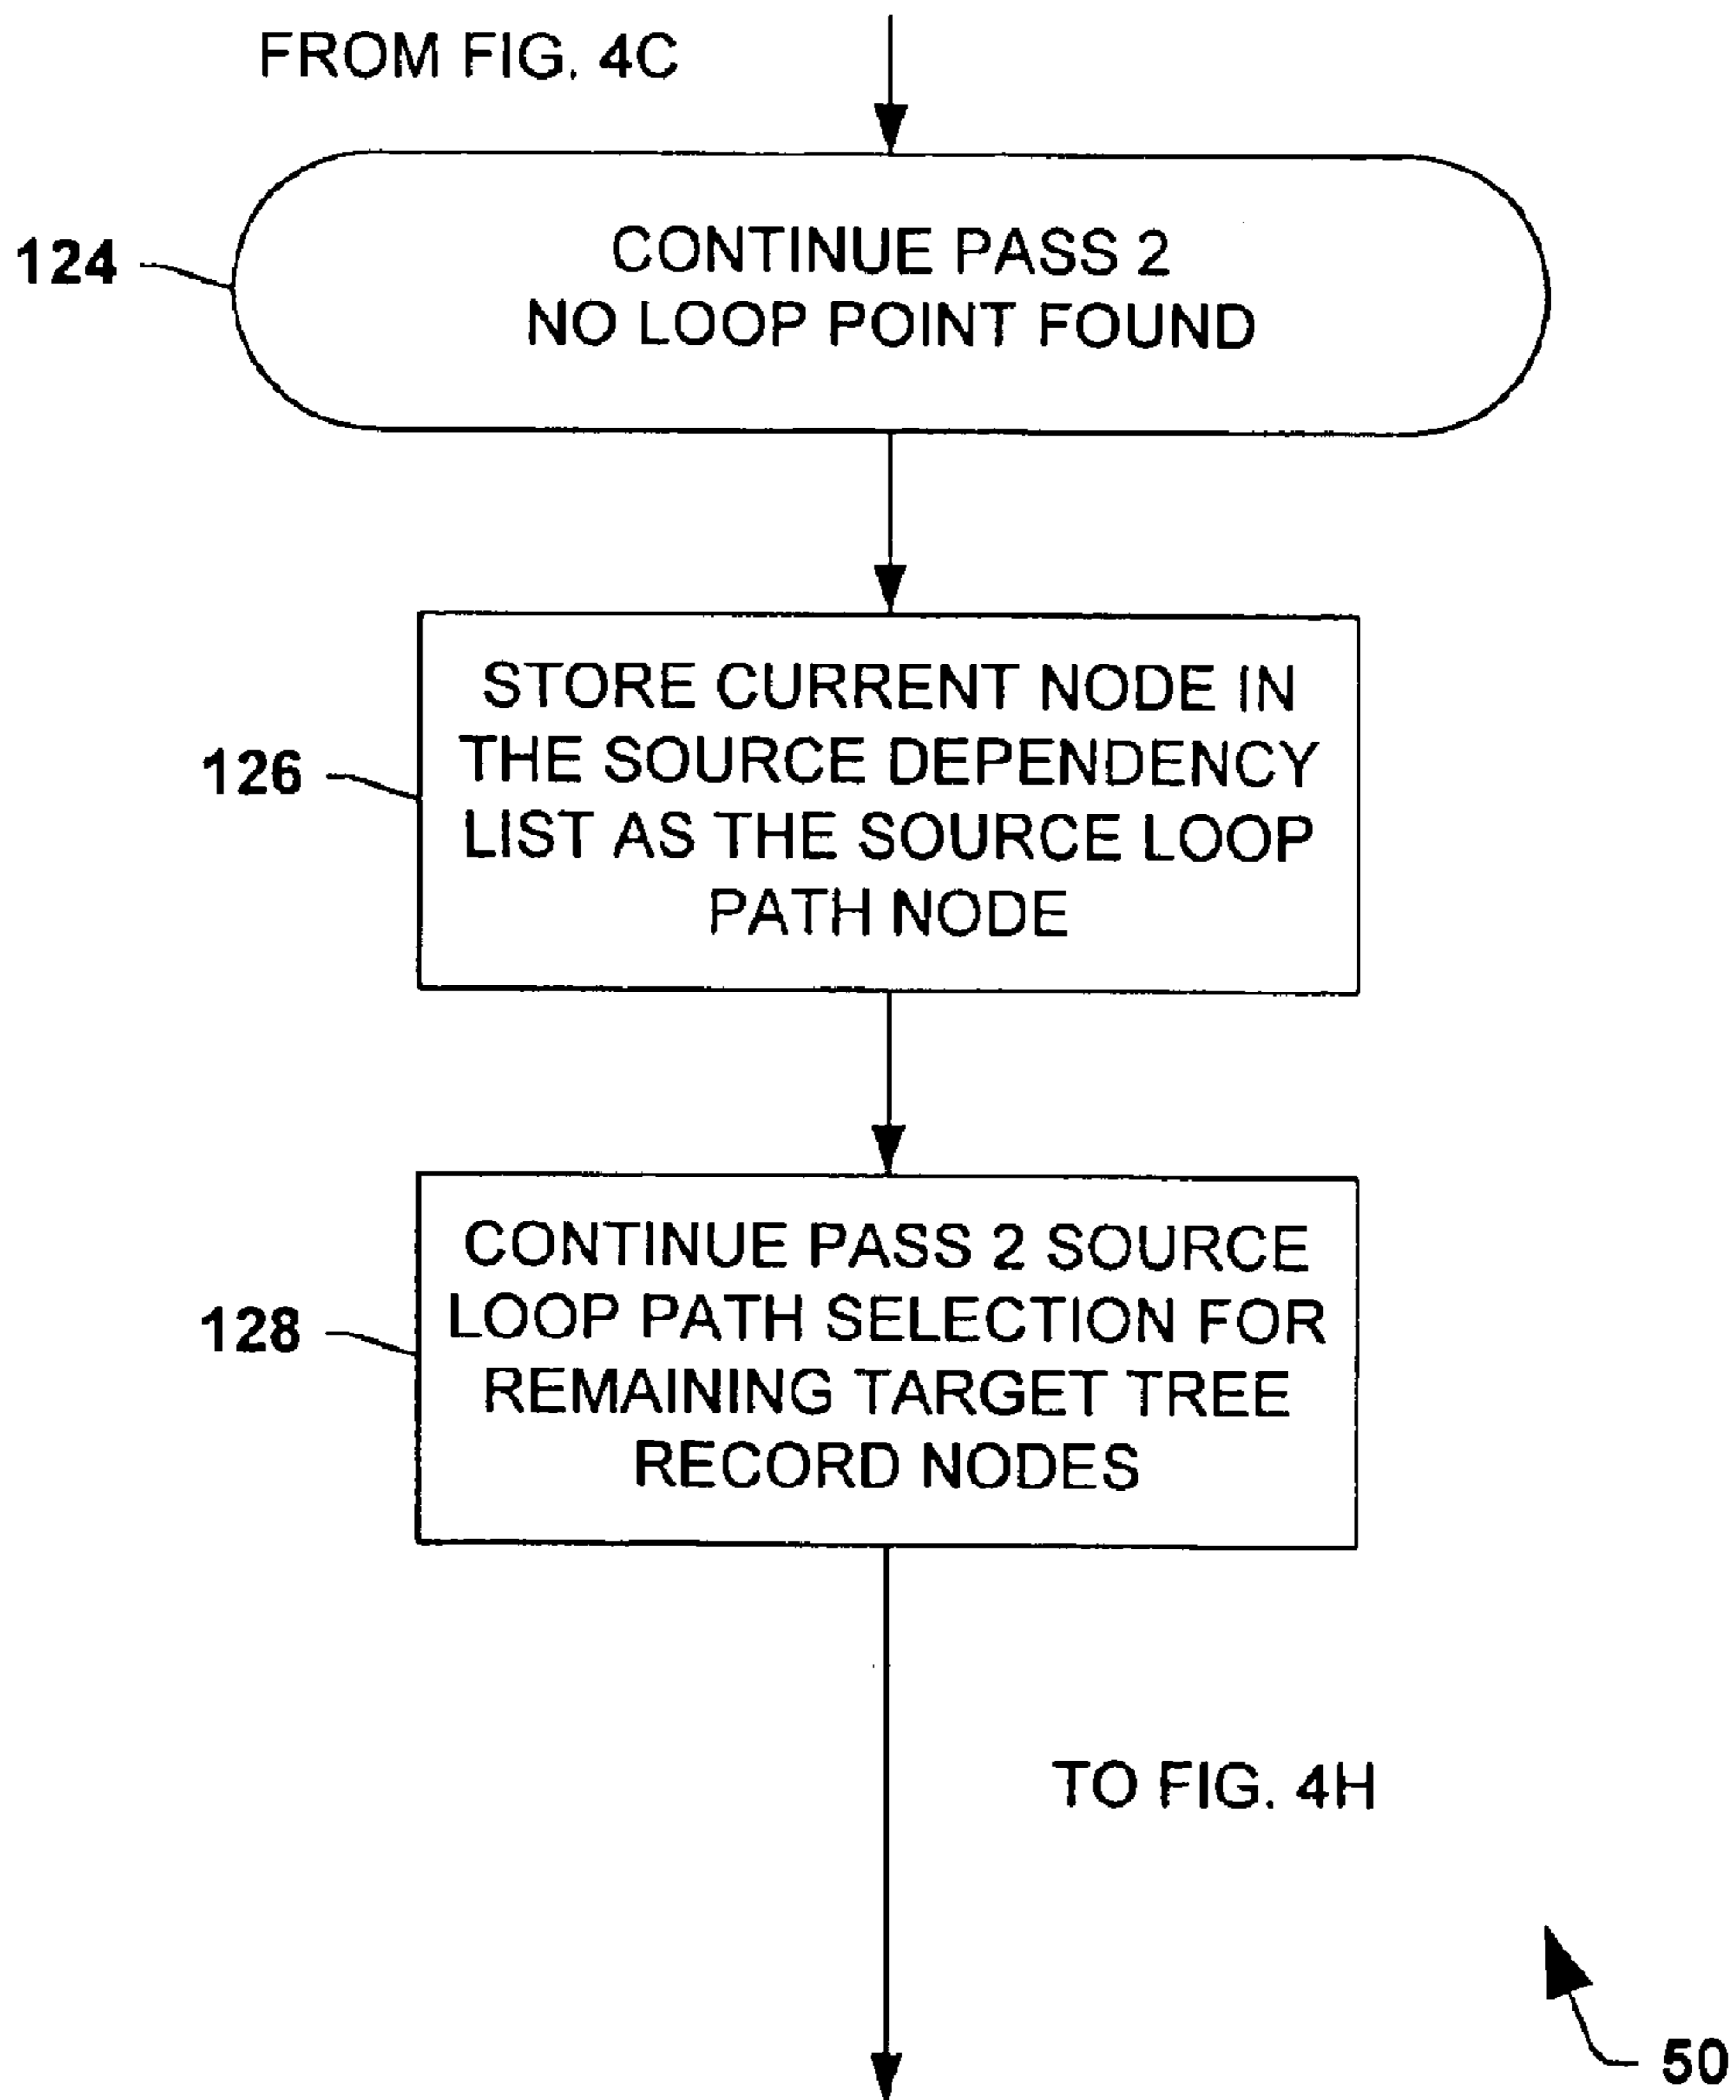 FROM FIG. 4C
124
CONTINUE PASS 2
NO LOOP POINT FOUND
126
STORE CURRENT NODE IN
THE SOURCE DEPENDENCY
LIST AS THE SOURCE LOOP
PATH NODE
128
CONTINUE PASS 2 SOURCE
LOOP PATH SELECTION FOR
REMAINING TARGET TREE
RECORD NODES
TO FIG. 4H
50